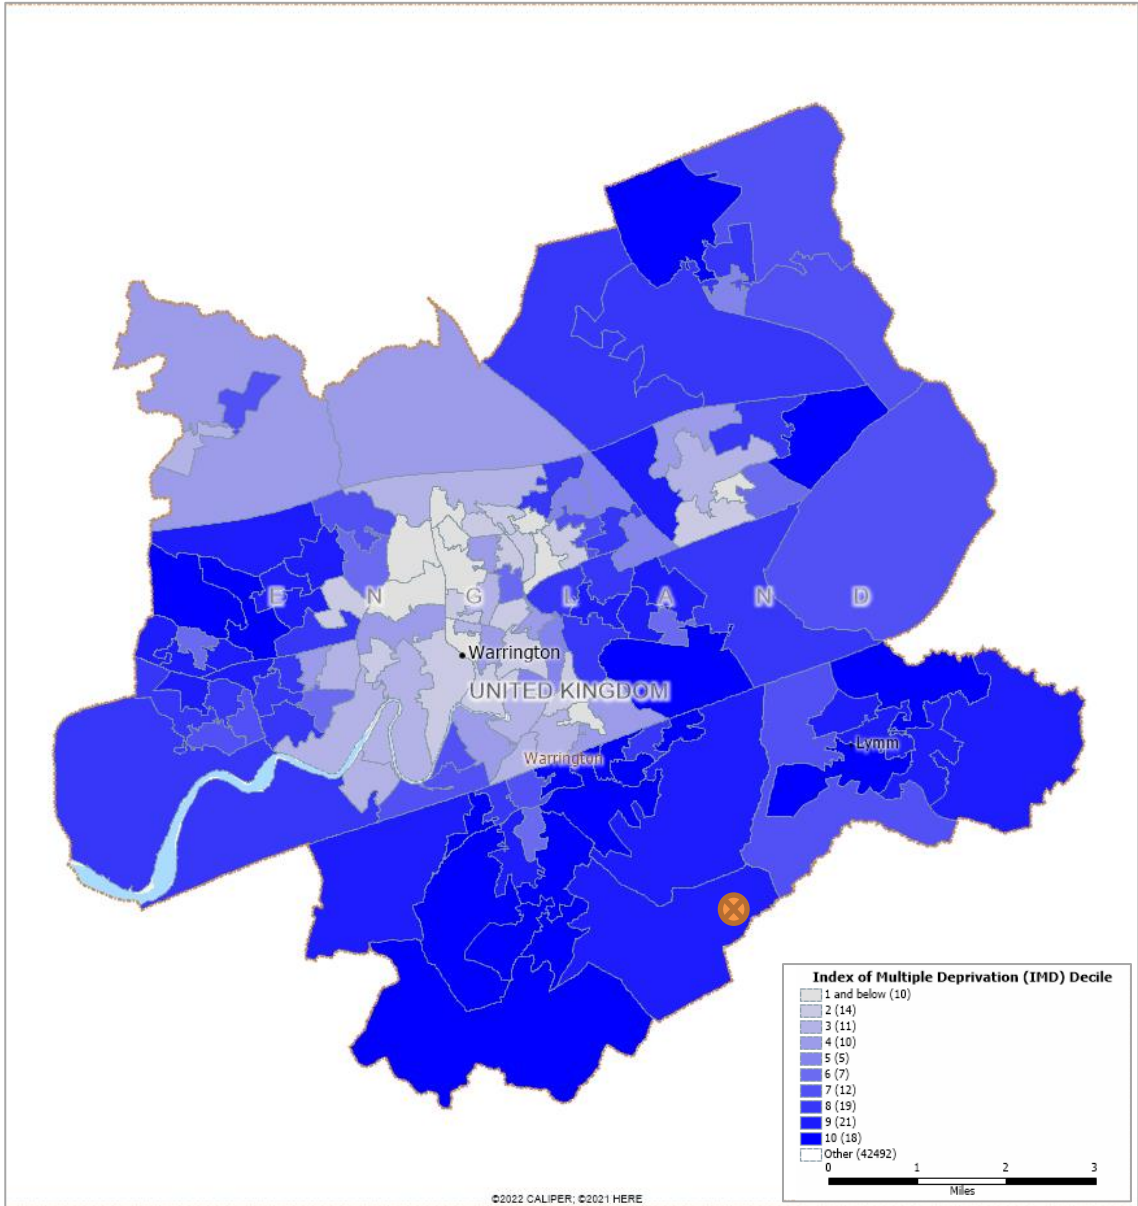 E N G L A N D
Warrington
UNITED KINGDOM
Lymm
Warrington
Index of Multiple Deprivation (IMD) Decile
1 and below (10)
2 (14)
3 (11)
4 (10)
5 (5)
6 (7)
7 (12)
8 (19)
9 (21)
10 (18)
Other (42492)
0 1 2 3
Miles
©2022 CALIPER; ©2021 HERE